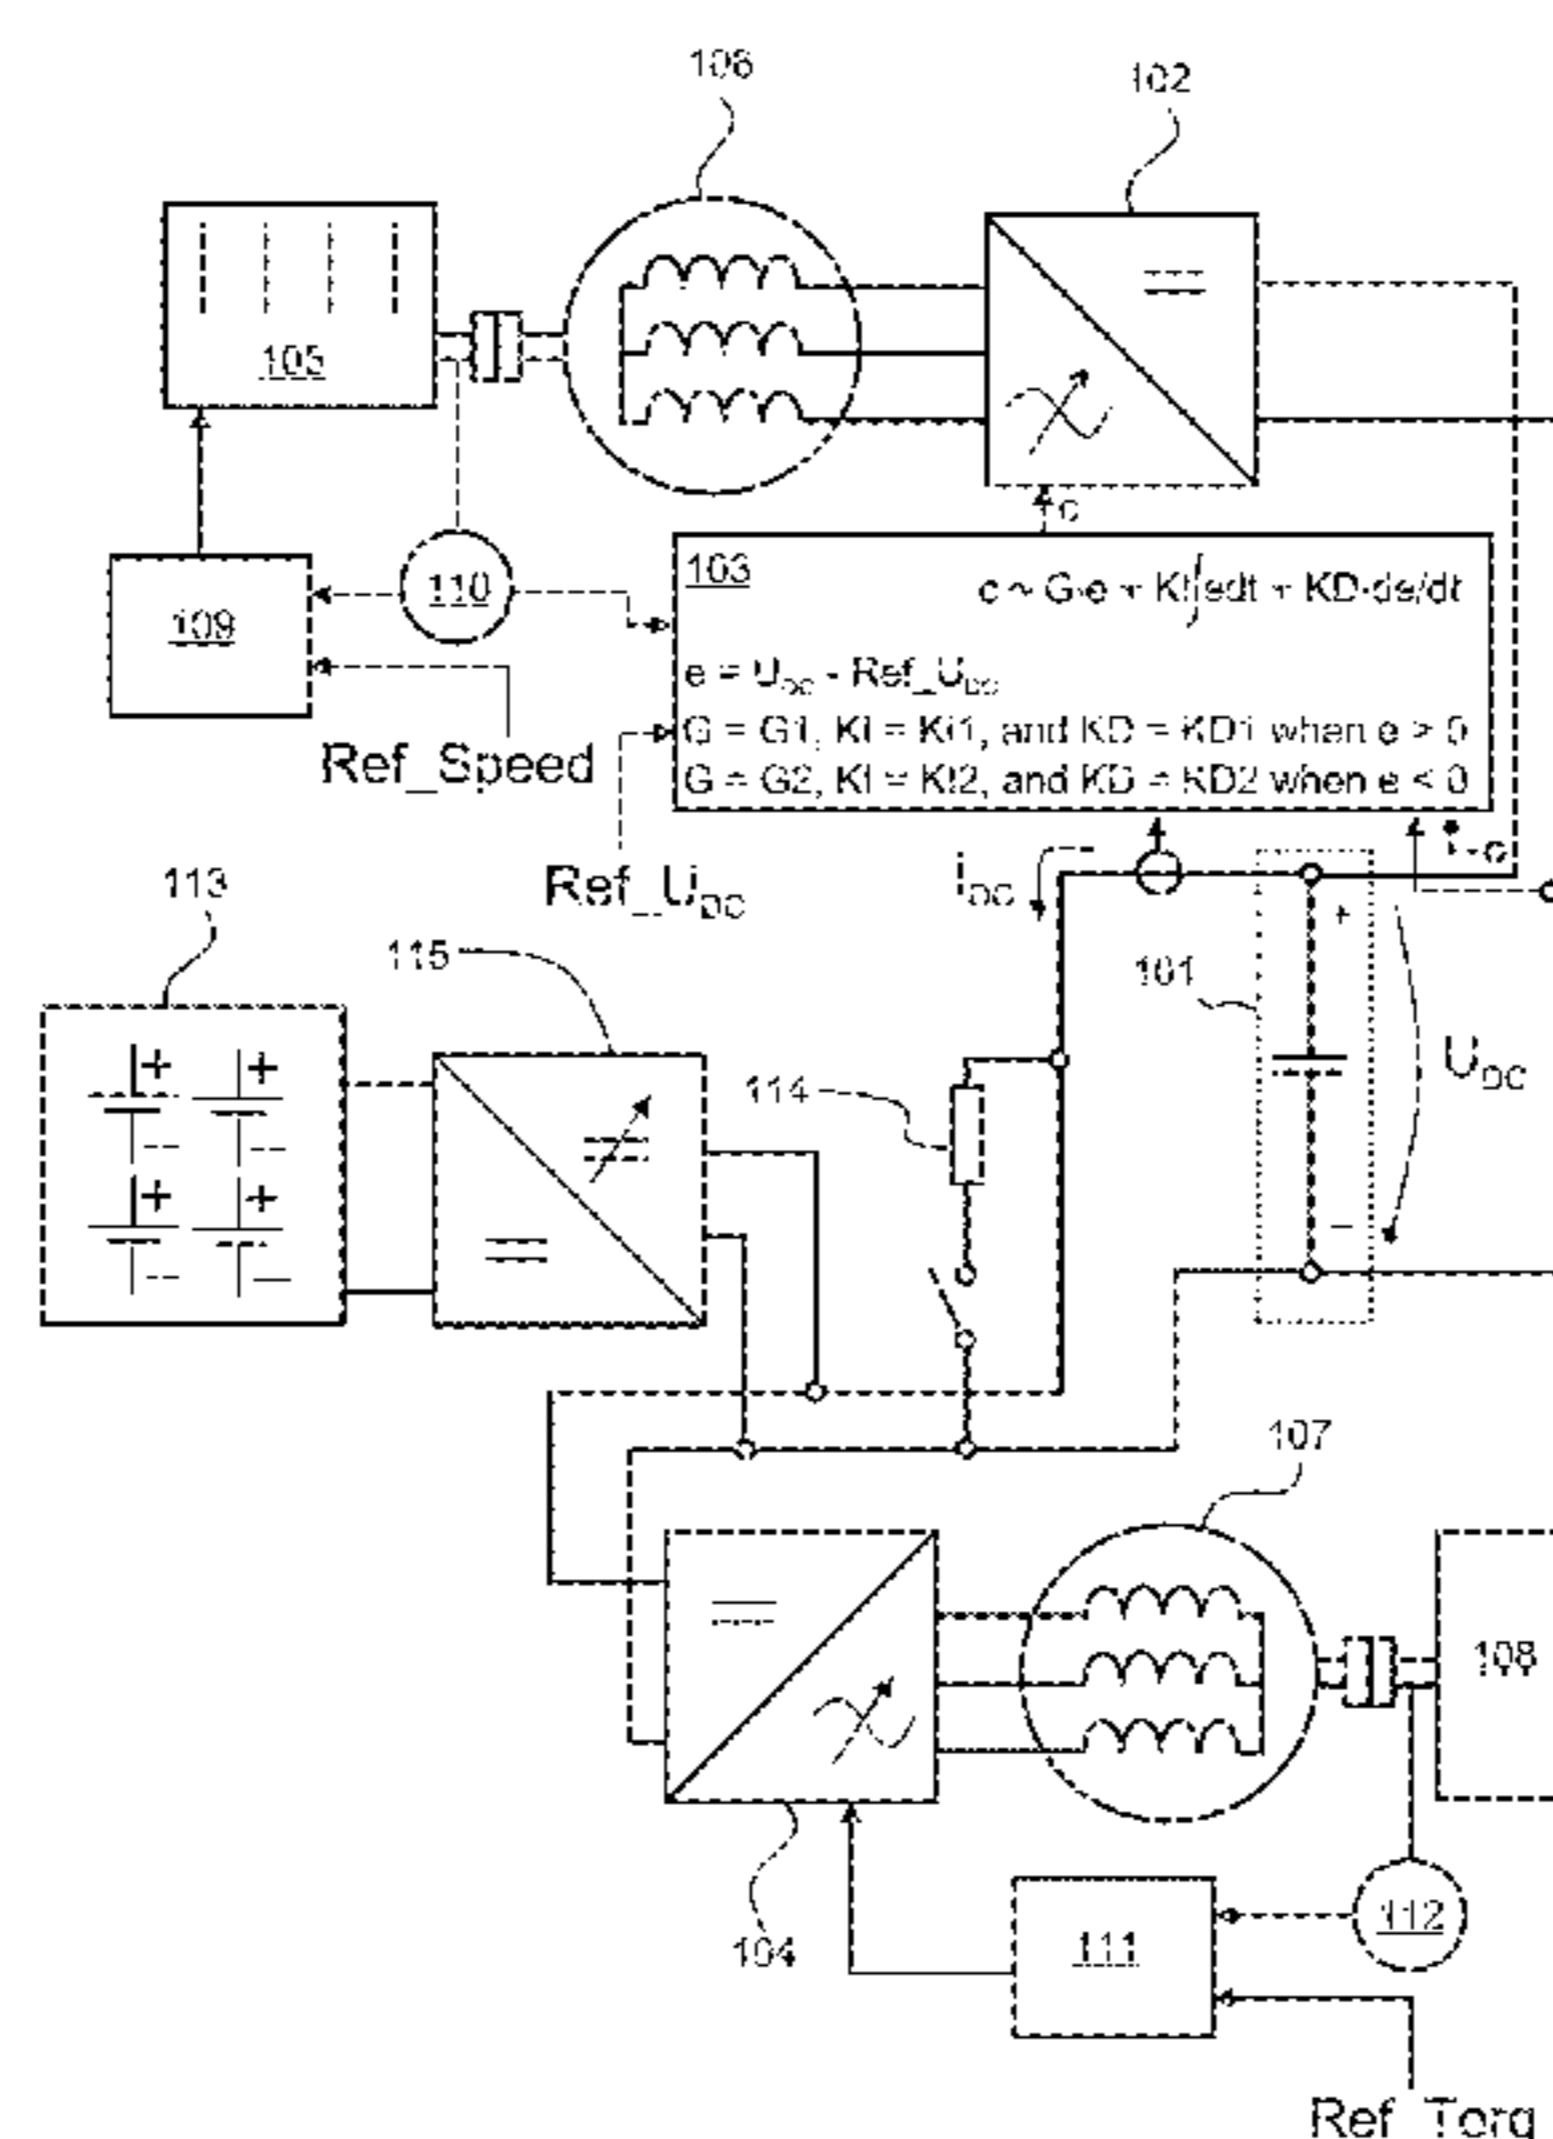 106
102
105
110
109
Ref_Speed
c
103
c ~ G·e + KI∫edt + KD·de/dt
e = U_DC - Ref_U_DC
G = G1, KI = KI1, and KD = KD1 when e > 0
G = G2, KI = KI2, and KD = KD2 when e < 0
Ref_U_DC
i_DC
113
115
114
101
+
−
U_DC
107
108
104
111
112
Ref_Torq